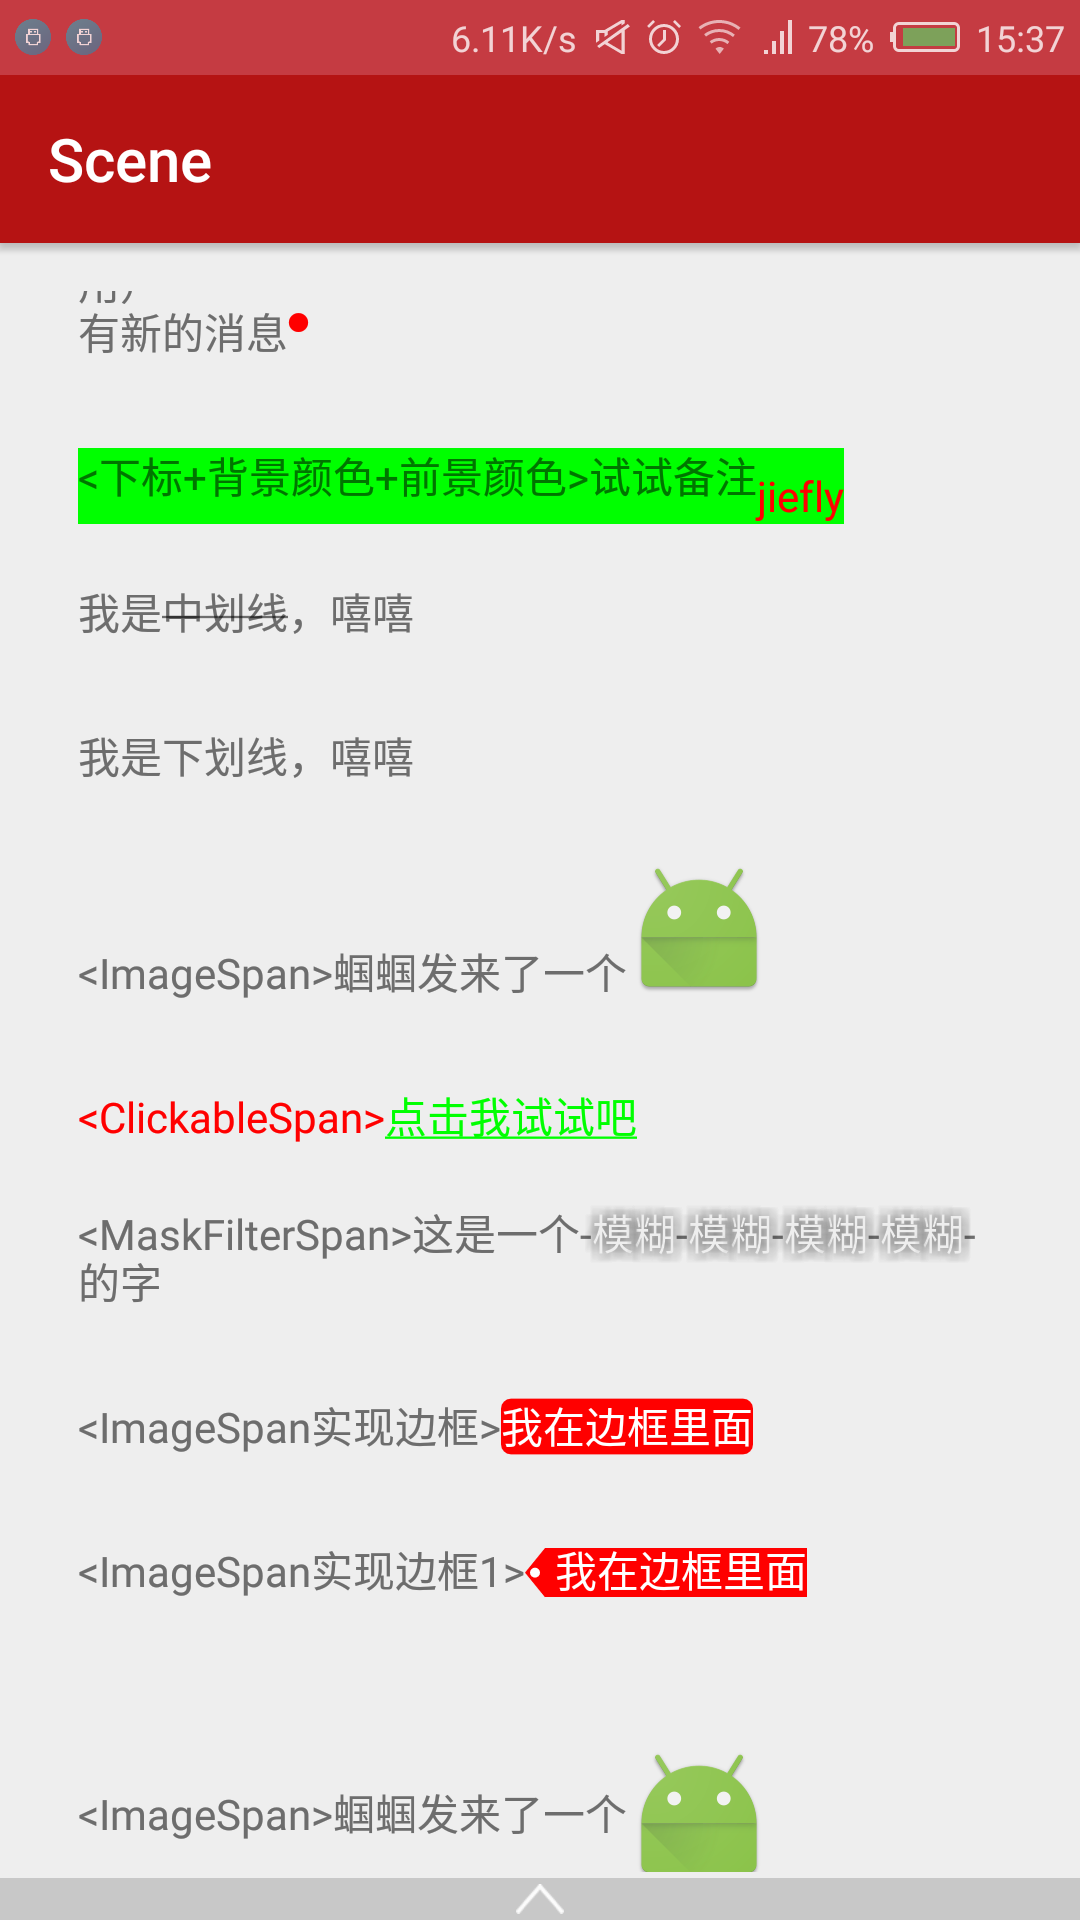 6.11K/s 78% 15:37
Scene
有新的消息
<下标+背景颜色+前景颜色>试试备注jiefly
我是中划线，嘻嘻
我是下划线，嘻嘻
<ImageSpan>蝈蝈发来了一个
<ClickableSpan>点击我试试吧
<MaskFilterSpan>这是一个-模糊-模糊-模糊-模糊-
的字
<ImageSpan实现边框>我在边框里面
<ImageSpan实现边框1>我在边框里面
<ImageSpan>蝈蝈发来了一个